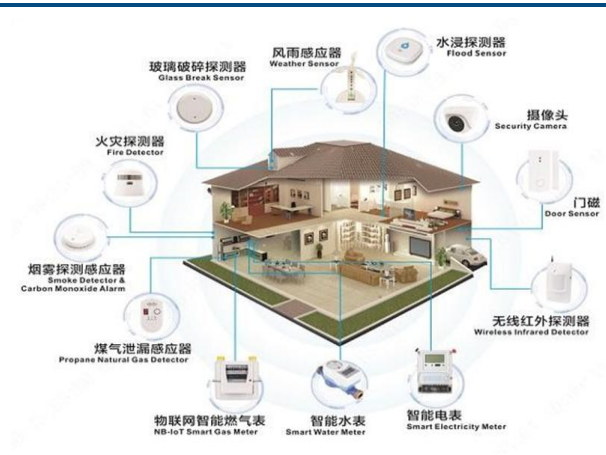 水浸探测器
Flood Sensor
风雨感应器
Weather Sensor
玻璃破碎探测器
Glass Break Sensor
摄像头
Security Camera
火灾探测器
Fire Detector
门磁
Door Sensor
烟雾探测感应器
Smoke Detector &
Carbon Monoxide Alarm
无线红外探测器
Wireless Infrared Detector
煤气泄漏感应器
Propane Natural Gas Detector
物联网智能燃气表
NB-IoT Smart Gas Meter
智能水表
Smart Water Meter
智能电表
Smart Electricity Meter